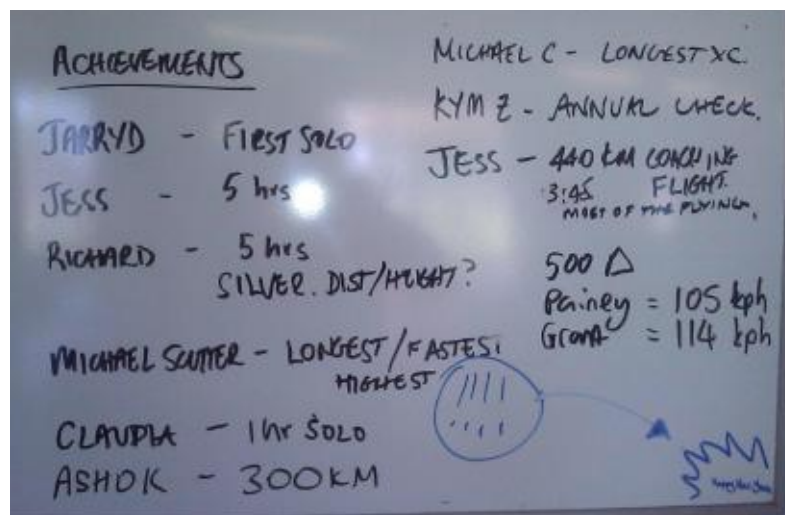 ACHIEVEMENTS
JARRYD - FIRST SOLO
JESS - 5 hrs
RICHARD - 5 hrs
SILVER. DIST/HEIGHT?
MICHAEL SCUTTER - LONGEST/FASTEST
HIGHEST
CLAUDIA - 1hr SOLO
ASHOK - 300KM
MICHAEL C - LONGEST XC.
KYM Z - ANNUAL CHECK.
JESS - 440 KM COACHING
3:45 FLIGHT.
MOST OF THE FLYING.
500 △
Painey = 105 kph
Grant = 114 kph